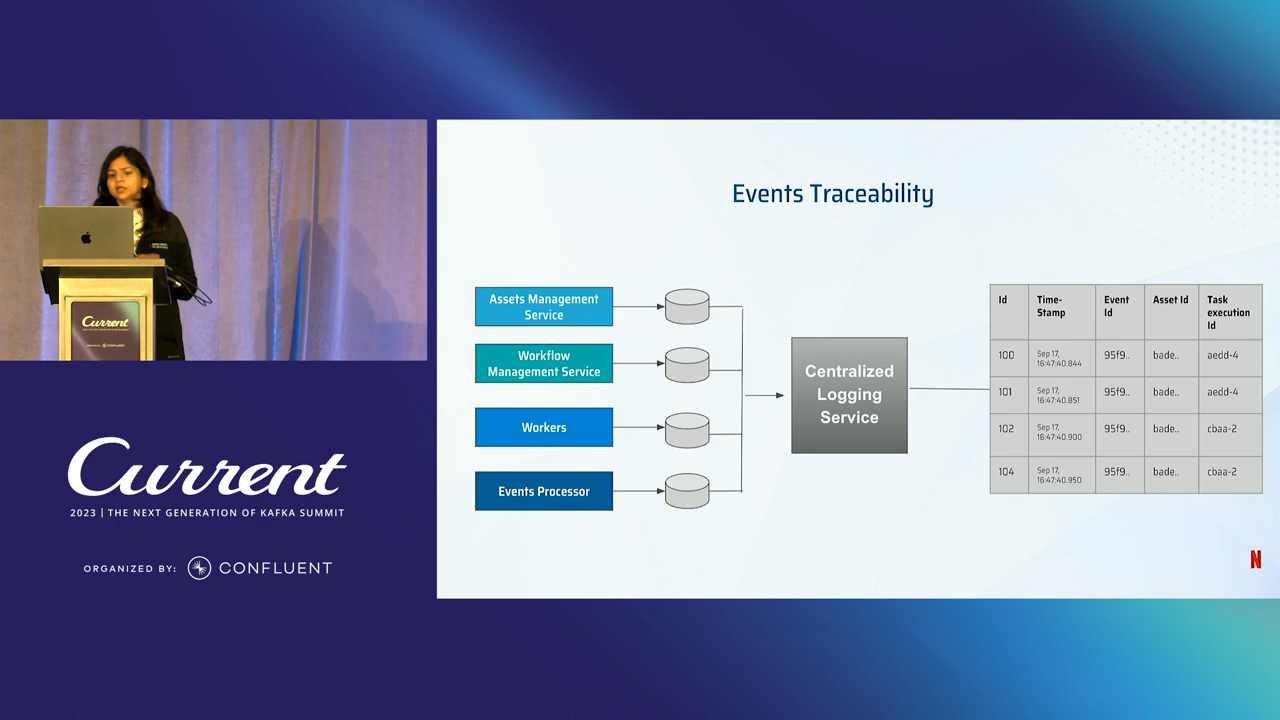 Events Traceability
Assets Management
Service
Workflow
Management Service
Workers
Events Processor
Centralized
Logging
Service
Id Time-Stamp Event Id Asset Id Task execution Id
100 Sep 17, 16:47:40.844 95f9.. bade.. aedd-4
101 Sep 17, 16:47:40.851 95f9.. bade.. aedd-4
102 Sep 17, 16:47:40.900 95f9.. bade.. cbaa-2
104 Sep 17, 16:47:40.950 95f9.. bade.. cbaa-2
N
Current
CONFLUENT
Current
2023 | THE NEXT GENERATION OF KAFKA SUMMIT
ORGANIZED BY: CONFLUENT